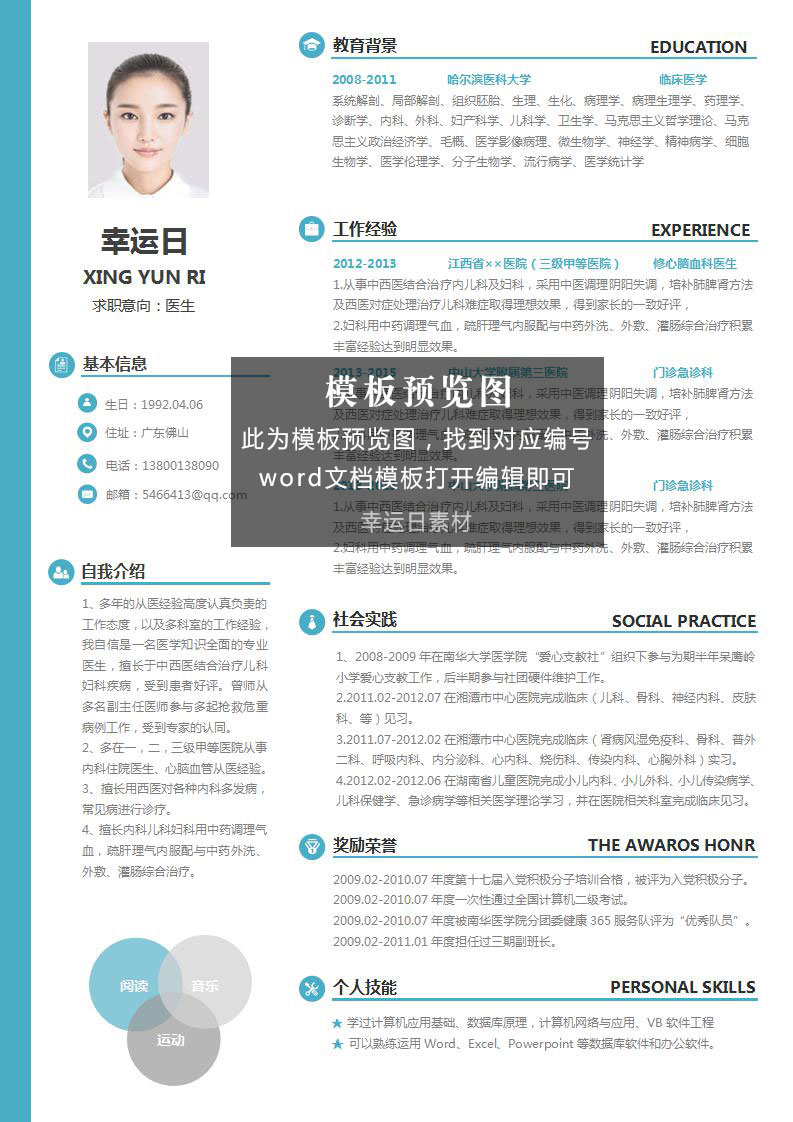 幸运日
XING YUN RI
求职意向：医生
基本信息
生日：1992.04.06
住址：广东佛山
电话：13800138090
邮箱：5466413@qq.com
自我介绍
1、多年的从医经验高度认真负责的
工作态度，以及多科室的工作经验，
我自信是一名医学知识全面的专业
医生，擅长于中西医结合治疗儿科
妇科疾病，受到患者好评。曾师从
多名副主任医师参与多起抢救危重
病例工作，受到专家的认同。
2、多在一，二，三级甲等医院从事
内科住院医生、心脑血管从医经验。
3、擅长用西医对各种内科多发病，
常见病进行诊疗。
4、擅长内科儿科妇科用中药调理气
血，疏肝理气内服配与中药外洗、
外敷、灌肠综合治疗。
阅读
音乐
运动
教育背景 EDUCATION
2008-2011 哈尔滨医科大学 临床医学
系统解剖、局部解剖、组织胚胎、生理、生化、病理学、病理生理学、药理学、
诊断学、内科、外科、妇产科学、儿科学、卫生学、马克思主义哲学理论、马克
思主义政治经济学、毛概、医学影像病理、微生物学、神经学、精神病学、细胞
生物学、医学伦理学、分子生物学、流行病学、医学统计学
工作经验 EXPERIENCE
2012-2013 江西省××医院（三级甲等医院） 修心脑血科医生
1.从事中西医结合治疗内儿科及妇科，采用中医调理阴阳失调，培补肺脾肾方法
及西医对症处理治疗儿科难症取得理想效果，得到家长的一致好评，
2.妇科用中药调理气血，疏肝理气内服配与中药外洗、外敷、灌肠综合治疗积累
丰富经验达到明显效果。
2013-2015 中山大学附属第三医院 门诊急诊科
1.从事中西医结合治疗内儿科及妇科，采用中医调理阴阳失调，培补肺脾肾方法
及西医对症处理治疗儿科难症取得理想效果，得到家长的一致好评，
洗、外敷、灌肠综合治疗积累
丰富经验达到明显效果。
门诊急诊科
1.从事中西医结合治疗内儿科及妇科，采用中医调理阴阳失调，培补肺脾肾方法
及西医 得到家长的一致好评，
2.妇科用中药调理气血，疏肝理气内服配与中药外洗、外敷、灌肠综合治疗积累
丰富经验达到明显效果。
模板预览图
此为模板预览图，找到对应编号
word文档模板打开编辑即可
幸运日素材
社会实践 SOCIAL PRACTICE
1、2008-2009 年在南华大学医学院“爱心支教社”组织下参与为期半年呆鹰岭
小学爱心支教工作，后半期参与社团硬件维护工作。
2.2011.02-2012.07 在湘潭市中心医院完成临床（儿科、骨科、神经内科、皮肤
科、等）见习。
3.2011.07-2012.02 在湘潭市中心医院完成临床（肾病风湿免疫科、骨科、普外
二科、呼吸内科、内分泌科、心内科、烧伤科、传染内科、心胸外科）实习。
4.2012.02-2012.06 在湖南省儿童医院完成小儿内科、小儿外科、小儿传染病学、
儿科保健学、急诊病学等相关医学理论学习，并在医院相关科室完成临床见习。
奖励荣誉 THE AWAROS HONR
2009.02-2010.07 年度第十七届入党积极分子培训合格，被评为入党积极分子。
2009.02-2010.07 年度一次性通过全国计算机二级考试。
2009.02-2010.07 年度被南华医学院分团委健康 365 服务队评为“优秀队员”。
2009.02-2011.01 年度担任过三期副班长。
个人技能 PERSONAL SKILLS
★ 学过计算机应用基础、数据库原理，计算机网络与应用、VB 软件工程
★ 可以熟练运用 Word、Excel、Powerpoint 等数据库软件和办公软件。